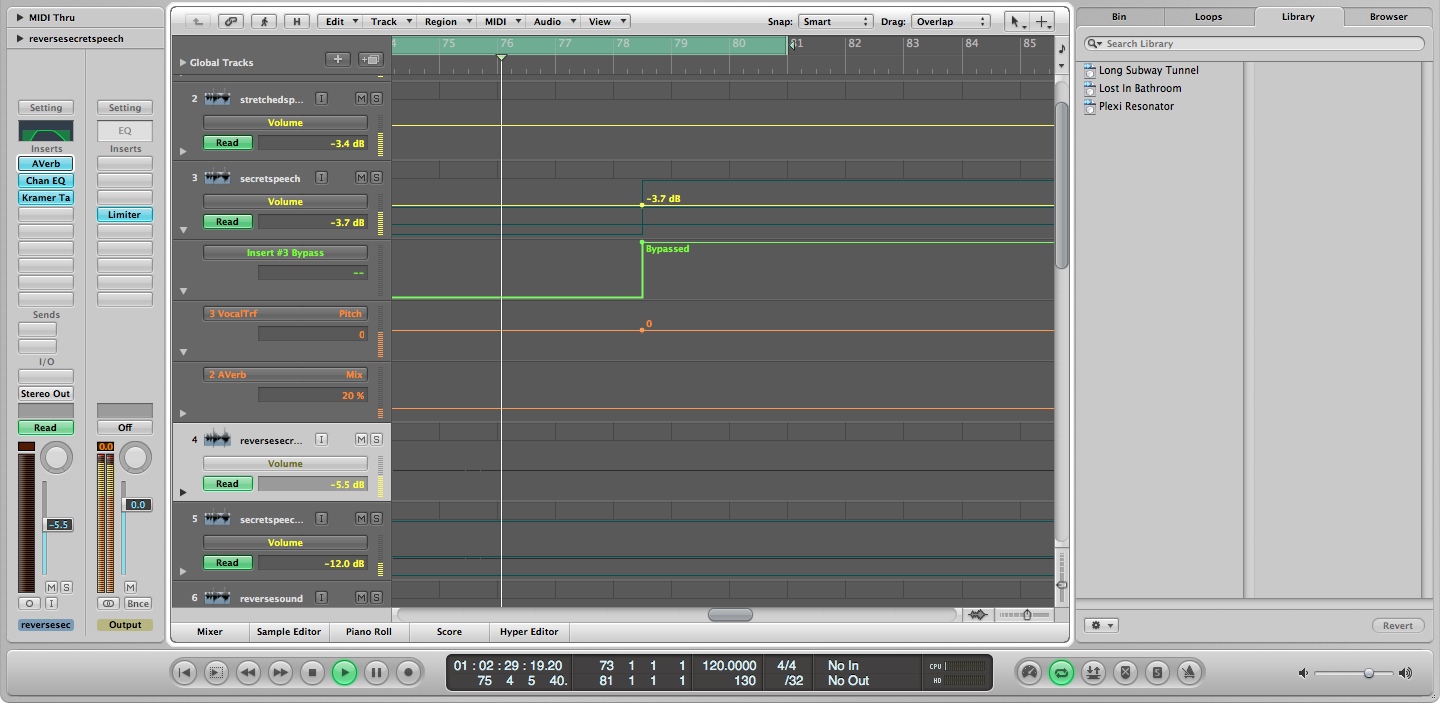 MIDI Thru
reversesecretspeech
Setting Setting
EQ
Inserts Inserts
AVerb
Chan EQ
Kramer Ta
Limiter
Sends
I/O
Stereo Out
Read Off
0.0
-5.5 0.0
M S M
O I Bnce
reversesec Output
H Edit Track Region MIDI Audio View Snap: Smart Drag: Overlap
Global Tracks
4 75 76 77 78 79 80 81 82 83 84 85
2 stretchedsp... I M S
Volume
Read -3.4 dB
3 secretspeech I M S
Volume
Read -3.7 dB
-3.7 dB
Insert #3 Bypass
--
Bypassed
3 VocalTrf Pitch
0
0
2 AVerb Mix
20 %
4 reversesecr... I M S
Volume
Read -5.5 dB
5 secretspeec... I M S
Volume
Read -12.0 dB
6 reversesound I M S
Mixer Sample Editor Piano Roll Score Hyper Editor
Bin Loops Library Browser
Search Library
Long Subway Tunnel
Lost In Bathroom
Plexi Resonator
Revert
01 : 02 : 29 : 19.20 73 1 1 1 120.0000 4/4 No In CPU
75 4 5 40. 81 1 1 1 130 /32 No Out HD
S